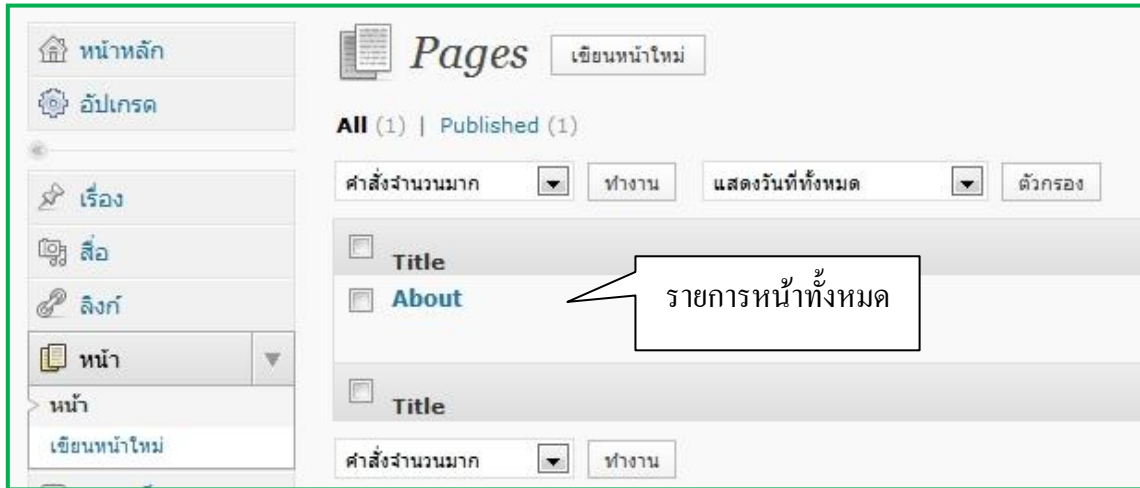 หน้าหลัก
อัปเกรด
เรื่อง
สื่อ
ลิงก์
หน้า
หน้า
เขียนหน้าใหม่
Pages เขียนหน้าใหม่
All (1) | Published (1)
คำสั่งจำนวนมาก ทำงาน แสดงวันที่ทั้งหมด ตัวกรอง
Title
About
รายการหน้าทั้งหมด
Title
คำสั่งจำนวนมาก ทำงาน